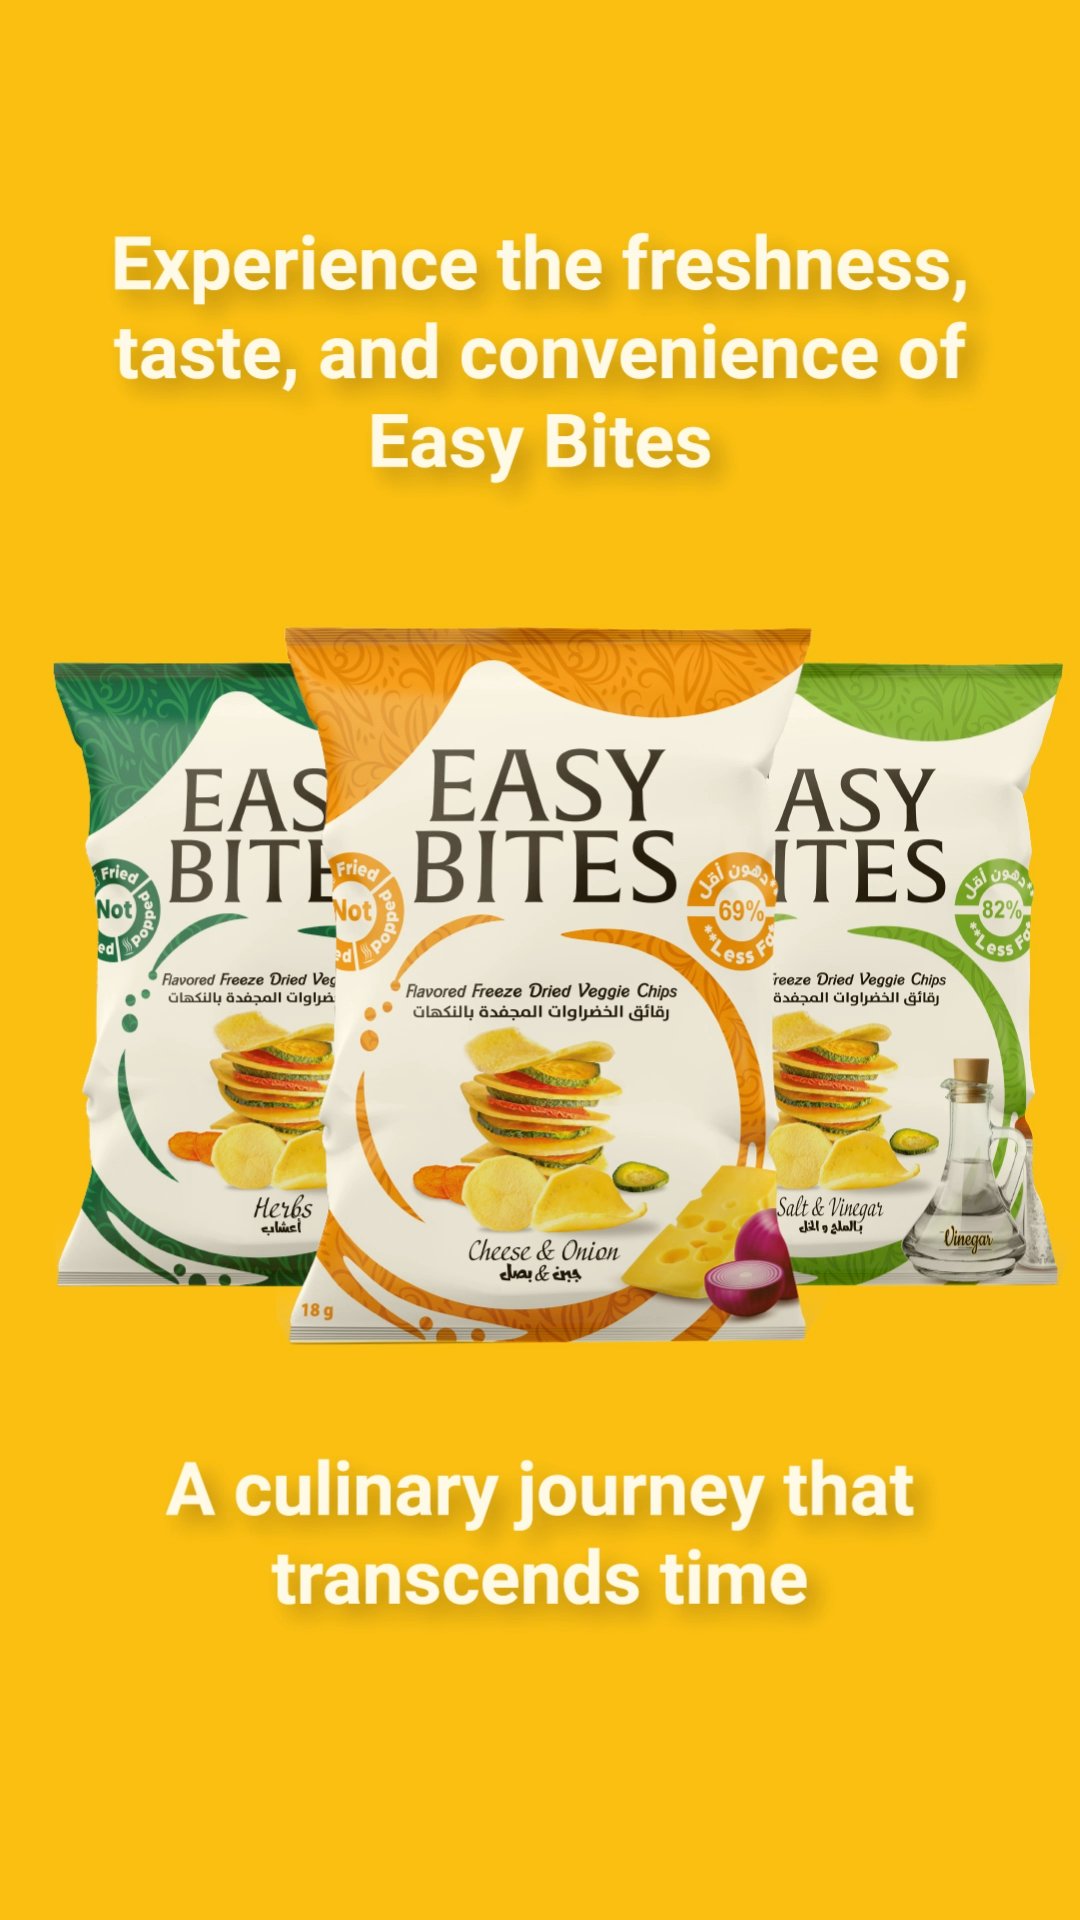 Experience the freshness,
taste, and convenience of
Easy Bites
EAS
BITE
Fried
Not
Popped
ed
Flavored Freeze Dried Veg
Herbs
أعشاب
EASY
BITES
Fried
Not
Popped
ed
دهون أقل
69%
**Less Fat
Flavored Freeze Dried Veggie Chips
رقائق الخضراوات المجفدة بالنكهات
Cheese & Onion
جبن & بصل
18 g
ASY
ITES
دهون أقل
82%
**Less Fa
reeze Dried Veggie Chips
رقائق الخضراوات المجفدة
Salt & Vinegar
بالملح و الخل
Vinegar
A culinary journey that
transcends time